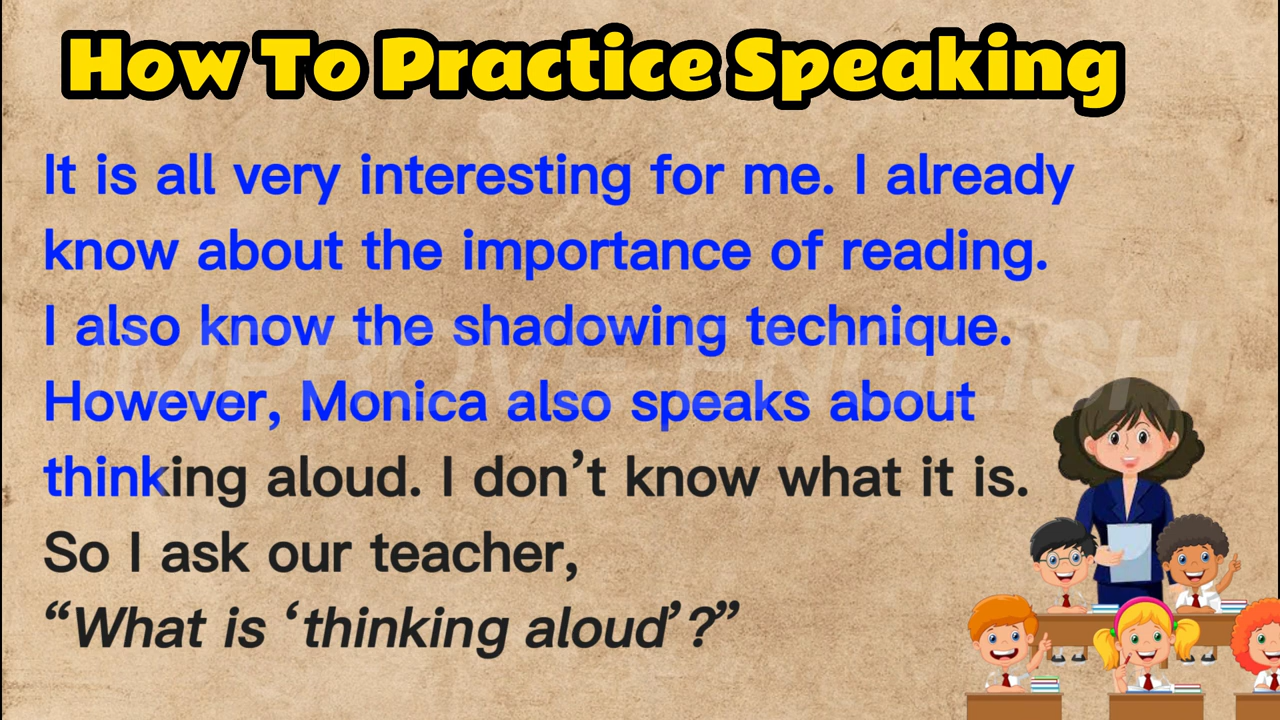 How To Practice Speaking
It is all very interesting for me. I already
know about the importance of reading.
I also know the shadowing technique.
However, Monica also speaks about
thinking aloud. I don’t know what it is.
So I ask our teacher,
“What is ‘thinking aloud’?”
IMPROVE ENGLISH